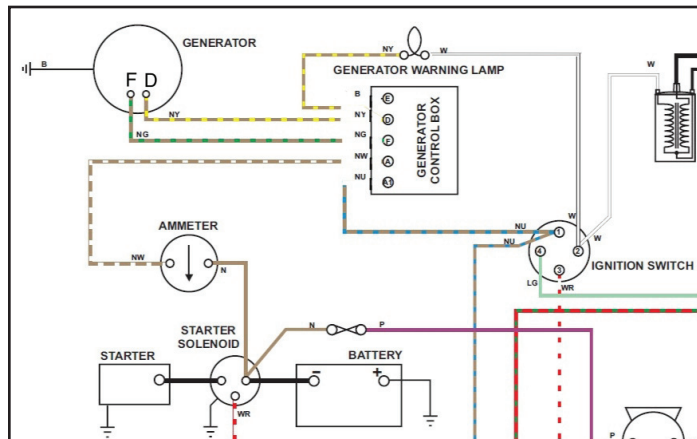 GENERATOR
B
F D
NY
NG
NY
W
GENERATOR WARNING LAMP
B
NY
NG
NW
NU
E
D
F
A
A1
GENERATOR
CONTROL BOX
W
NU
NU
W
W
1
2
3
4
IGNITION SWITCH
LG
WR
AMMETER
NW
N
STARTER
SOLENOID
N
P
STARTER
BATTERY
-
+
WR
P